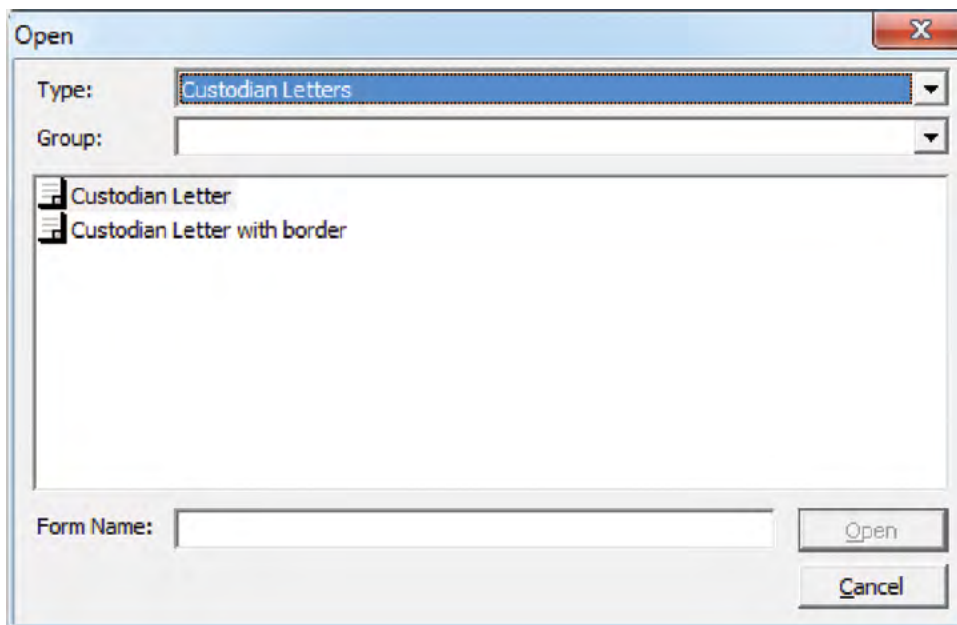 Open
Type: Custodian Letters
Group:
Custodian Letter
Custodian Letter with border
Form Name: Open
Cancel